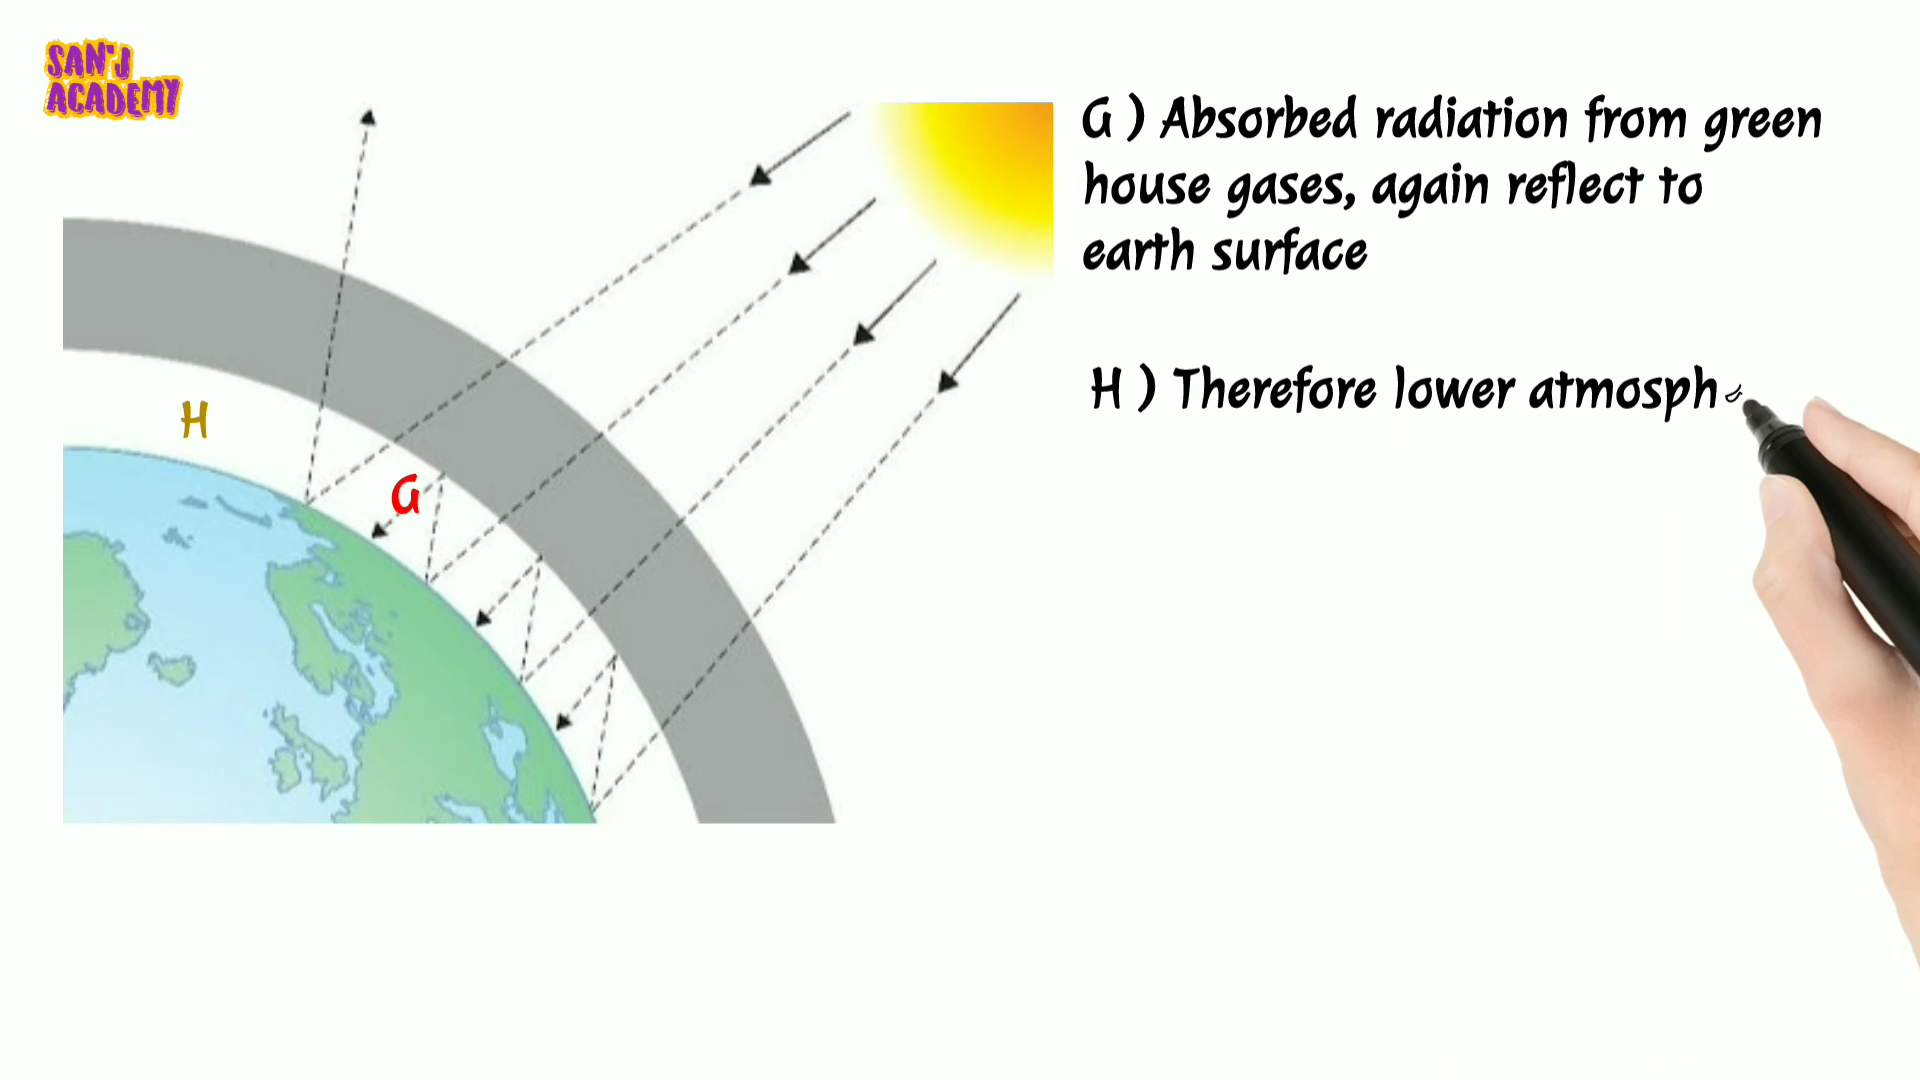 SAN'J
ACADEMY
G ) Absorbed radiation from green
house gases, again reflect to
earth surface
H ) Therefore lower atmosph
H
G